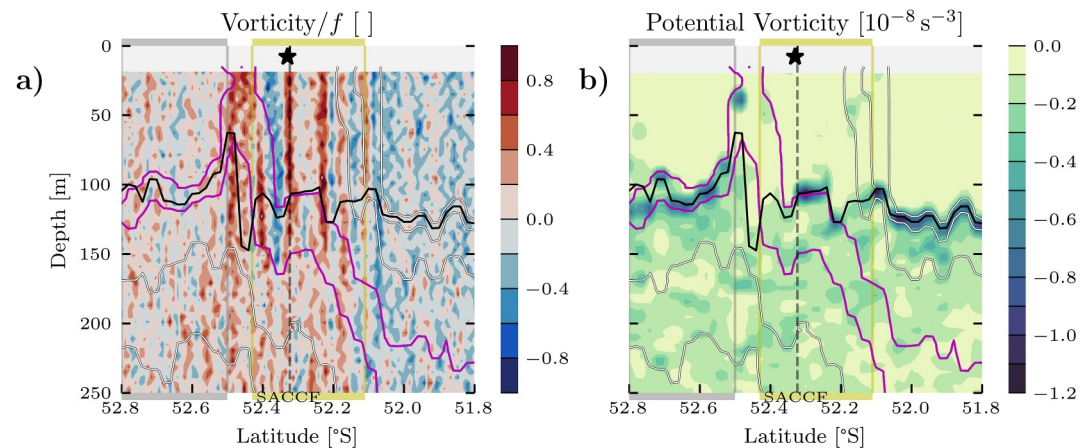 Vorticity/f [ ]
Potential Vorticity [10⁻⁸ s⁻³]
a)
b)
0
50
100
150
200
250
Depth [m]
0.8
0.4
0.0
−0.4
−0.8
0.0
−0.2
−0.4
−0.6
−0.8
−1.0
−1.2
SACCF
SACCF
52.8 52.6 52.4 52.2 52.0 51.8
52.8 52.6 52.4 52.2 52.0 51.8
Latitude [°S]
Latitude [°S]